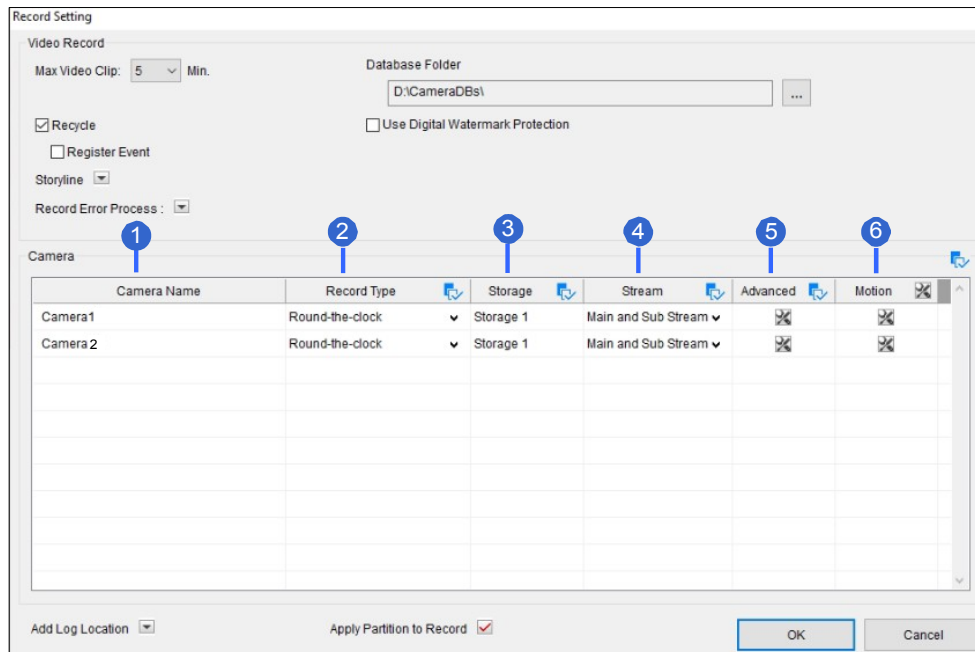 Record Setting
Video Record
Max Video Clip: 5 Min.
Database Folder
D:\CameraDBs\
...
Recycle
Use Digital Watermark Protection
Register Event
Storyline
Record Error Process :
1 2 3 4 5 6
Camera
Camera Name Record Type Storage Stream Advanced Motion
Camera1 Round-the-clock Storage 1 Main and Sub Stream
Camera2 Round-the-clock Storage 1 Main and Sub Stream
Add Log Location Apply Partition to Record OK Cancel